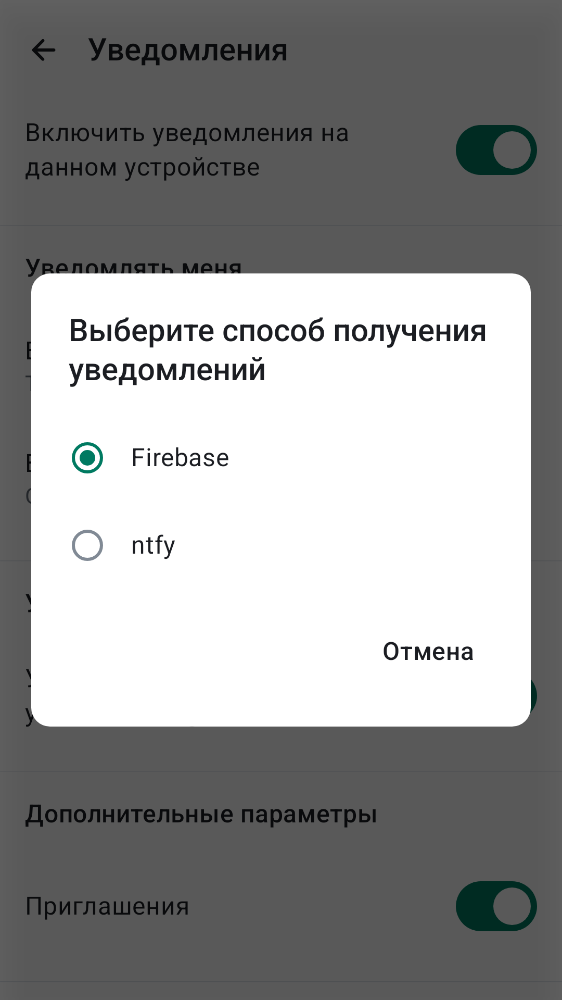 Уведомления
Включить уведомления на
данном устройстве
Уведомлять меня
Выберите способ получения
уведомлений
Firebase
ntfy
Отмена
Дополнительные параметры
Приглашения